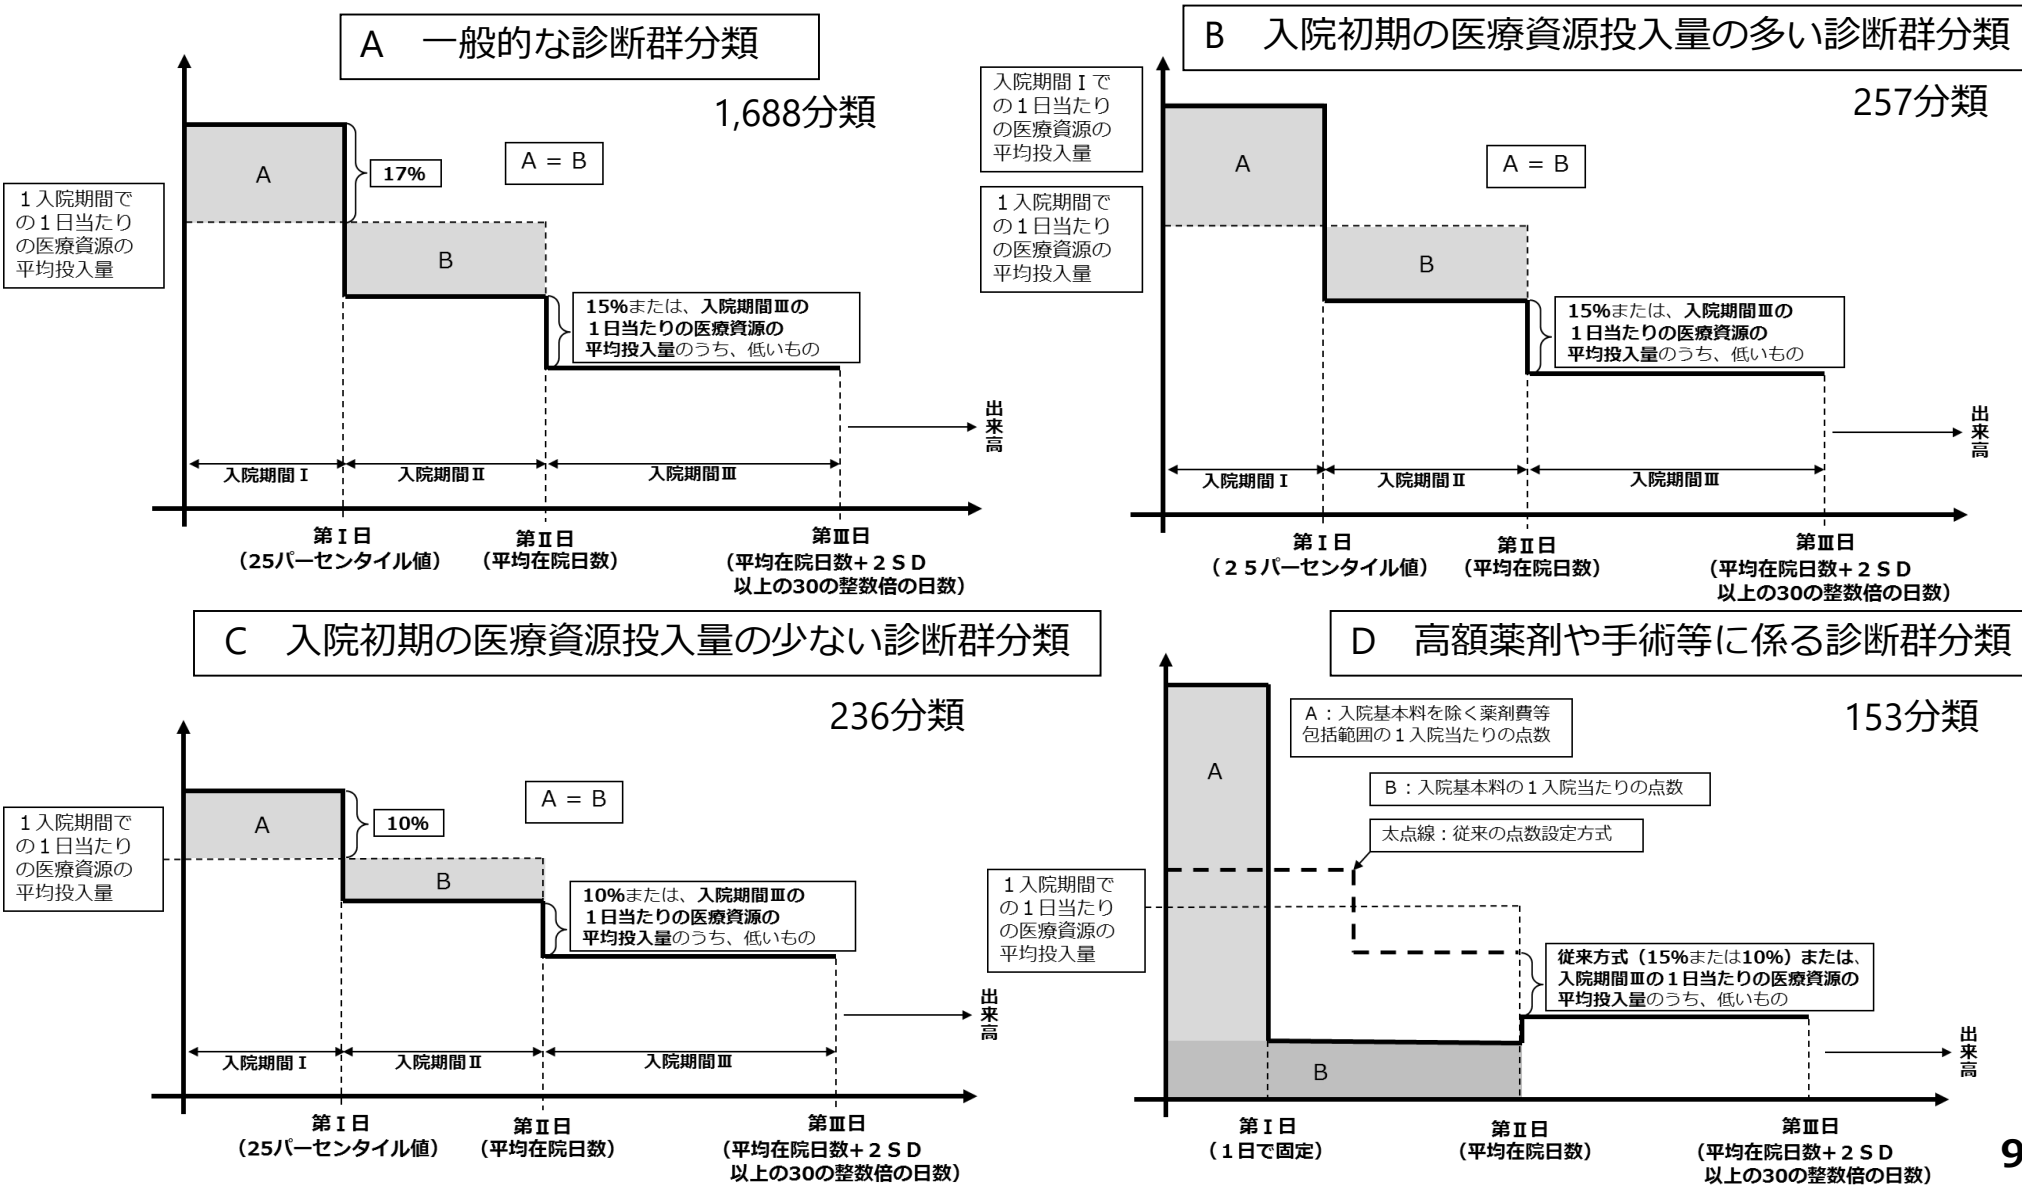 A　一般的な診断群分類
1,688分類
１入院期間で
の１日当たり
の医療資源の
平均投入量
A
17%
A = B
B
15%または、入院期間Ⅲの
１日当たりの医療資源の
平均投入量のうち、低いもの
出来高
入院期間Ⅰ
入院期間Ⅱ
入院期間Ⅲ
第Ⅰ日
（25パーセンタイル値）
第Ⅱ日
（平均在院日数）
第Ⅲ日
（平均在院日数+２ＳＤ
以上の30の整数倍の日数）
B　入院初期の医療資源投入量の多い診断群分類
257分類
入院期間Ⅰで
の１日当たり
の医療資源の
平均投入量
１入院期間で
の１日当たり
の医療資源の
平均投入量
A
A = B
B
15%または、入院期間Ⅲの
１日当たりの医療資源の
平均投入量のうち、低いもの
出来高
入院期間Ⅰ
入院期間Ⅱ
入院期間Ⅲ
第Ⅰ日
（２５パーセンタイル値）
第Ⅱ日
（平均在院日数）
第Ⅲ日
（平均在院日数+２ＳＤ
以上の30の整数倍の日数）
C　入院初期の医療資源投入量の少ない診断群分類
236分類
１入院期間で
の１日当たり
の医療資源の
平均投入量
A
10%
A = B
B
10%または、入院期間Ⅲの
１日当たりの医療資源の
平均投入量のうち、低いもの
出来高
入院期間Ⅰ
入院期間Ⅱ
入院期間Ⅲ
第Ⅰ日
（25パーセンタイル値）
第Ⅱ日
（平均在院日数）
第Ⅲ日
（平均在院日数+２ＳＤ
以上の30の整数倍の日数）
D　高額薬剤や手術等に係る診断群分類
153分類
A：入院基本料を除く薬剤費等
包括範囲の１入院当たりの点数
B：入院基本料の１入院当たりの点数
太点線：従来の点数設定方式
１入院期間で
の１日当たり
の医療資源の
平均投入量
A
従来方式（15%または10%）または、
入院期間Ⅲの１日当たりの医療資源の
平均投入量のうち、低いもの
B
出来高
第Ⅰ日
（１日で固定）
第Ⅱ日
（平均在院日数）
第Ⅲ日
（平均在院日数+２ＳＤ
以上の30の整数倍の日数）
9